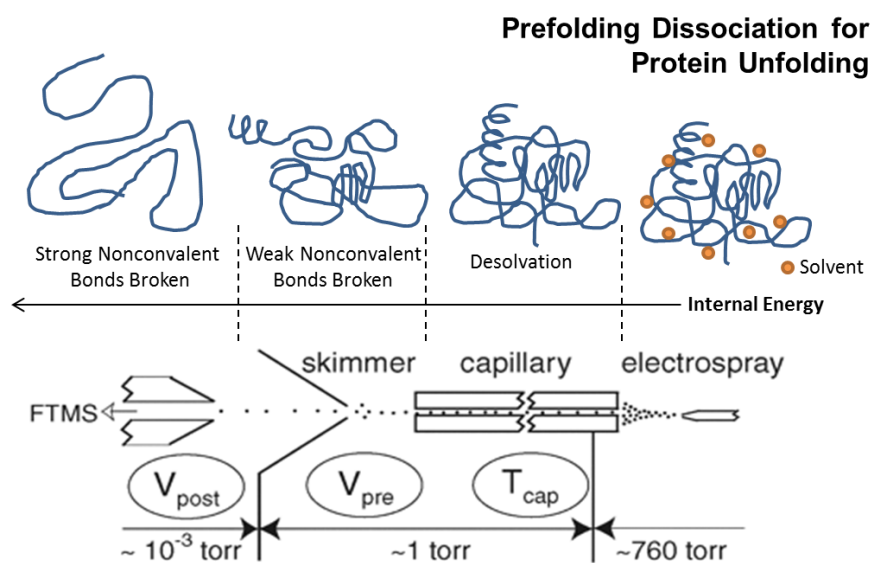 Prefolding Dissociation for
Protein Unfolding
Strong Nonconvalent
Bonds Broken
Weak Nonconvalent
Bonds Broken
Desolvation
Solvent
Internal Energy
skimmer
capillary
electrospray
FTMS
Vpost
Vpre
Tcap
~ 10-3 torr
~1 torr
~760 torr